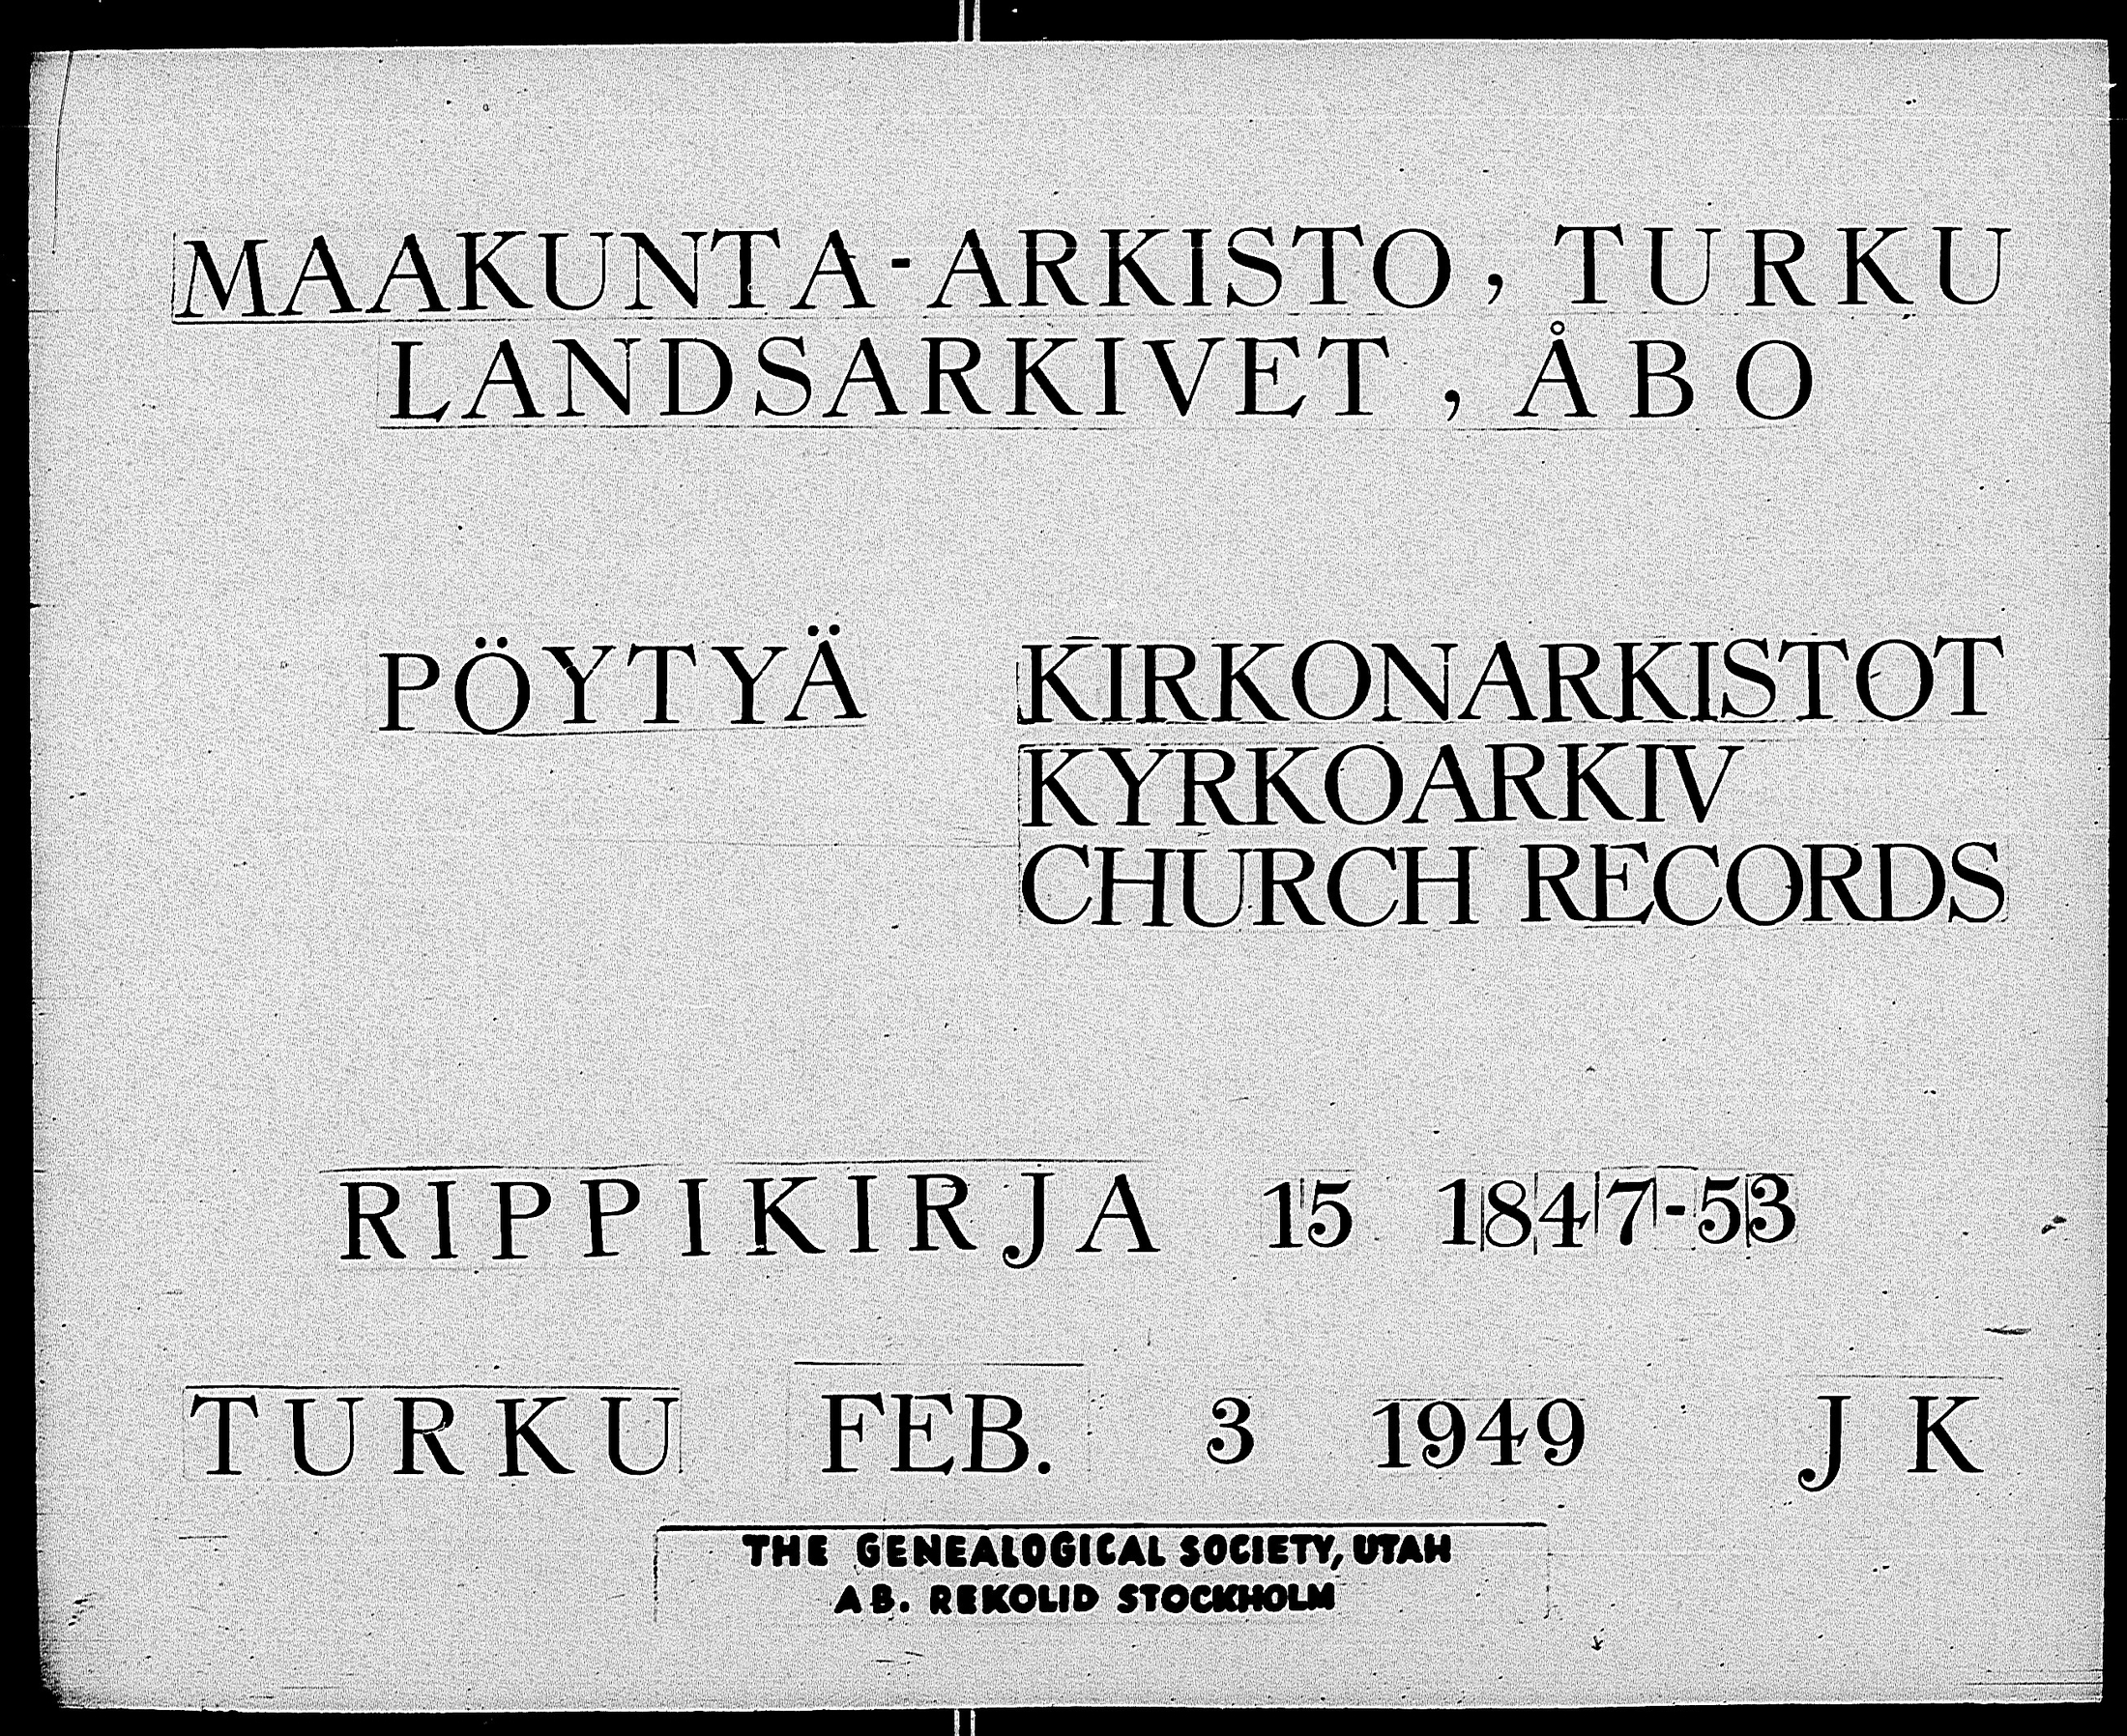 MAAKUNTA-ARKISTO, TURKU
LANDSARKIVET, ÅBO
PÖYTYÄ KIRKONARKISTOT
KYRKOARKIV
CHURCH RECORDS
RIPPIKIRJA 15 1847-53
TURKU FEB. 3 1949 J K
THE GENEALOGICAL SOCIETY, UTAH
AB. REKOLID STOCKHOLM